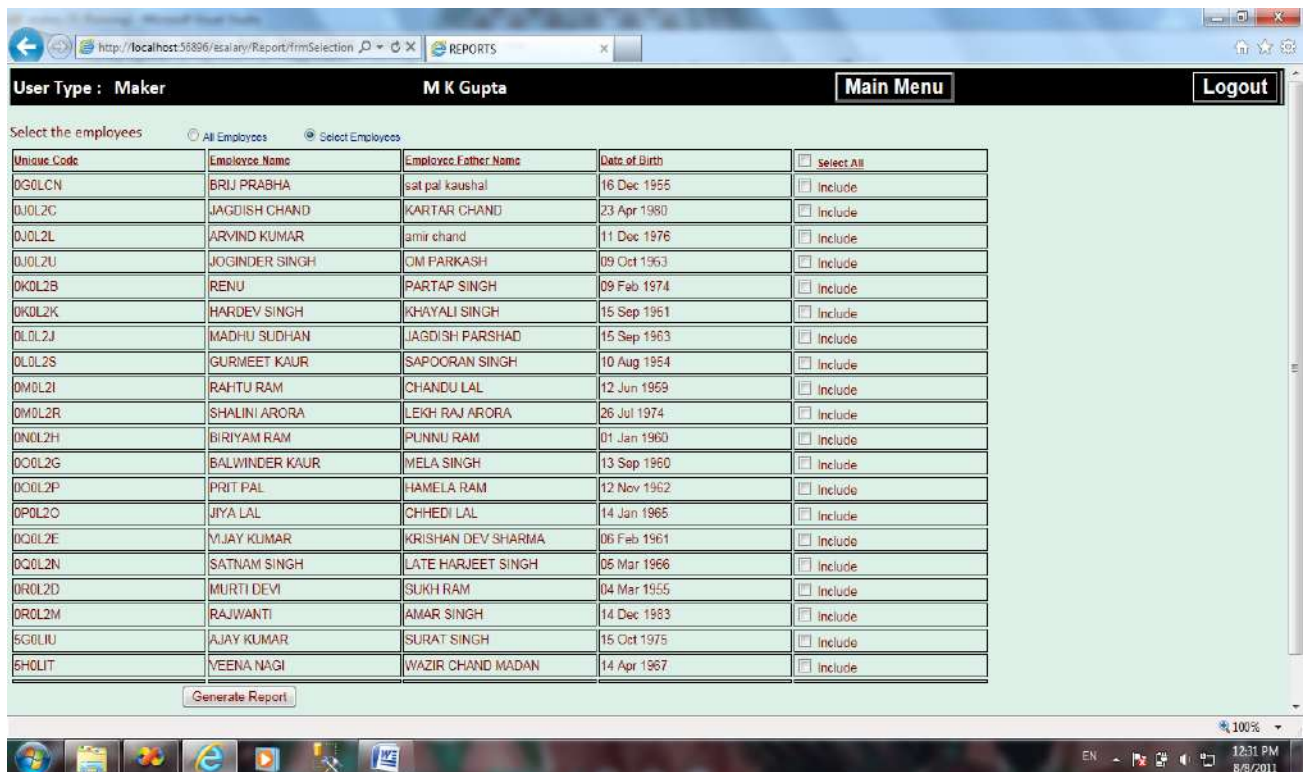 http://localhost:56896/esalary/Report/frmSelection
REPORTS
User Type : Maker M K Gupta Main Menu Logout
Select the employees All Employees Select Employees
Unique Code Employee Name Employee Father Name Date of Birth Select All
0G0LCN BRIJ PRABHA sat pal kaushal 16 Dec 1955 Include
0J0L2C JAGDISH CHAND KARTAR CHAND 23 Apr 1980 Include
0J0L2L ARVIND KUMAR amir chand 11 Dec 1976 Include
0J0L2U JOGINDER SINGH OM PARKASH 09 Oct 1963 Include
0K0L2B RENU PARTAP SINGH 09 Feb 1974 Include
0K0L2K HARDEV SINGH KHAYALI SINGH 15 Sep 1961 Include
0L0L2J MADHU SUDHAN JAGDISH PARSHAD 15 Sep 1963 Include
0L0L2S GURMEET KAUR SAPOORAN SINGH 10 Aug 1954 Include
0M0L2I RAHTU RAM CHANDU LAL 12 Jun 1959 Include
0M0L2R SHALINI ARORA LEKH RAJ ARORA 26 Jul 1974 Include
0N0L2H BIRIYAM RAM PUNNU RAM 01 Jan 1960 Include
0O0L2G BALWINDER KAUR MELA SINGH 13 Sep 1960 Include
0O0L2P PRIT PAL HAMELA RAM 12 Nov 1962 Include
0P0L2O JIYA LAL CHHEDI LAL 14 Jan 1965 Include
0Q0L2E VIJAY KUMAR KRISHAN DEV SHARMA 06 Feb 1961 Include
0Q0L2N SATNAM SINGH LATE HARJEET SINGH 05 Mar 1966 Include
0R0L2D MURTI DEVI SUKH RAM 04 Mar 1955 Include
0R0L2M RAJWANTI AMAR SINGH 14 Dec 1983 Include
5G0LIU AJAY KUMAR SURAT SINGH 15 Oct 1975 Include
5H0LIT VEENA NAGI WAZIR CHAND MADAN 14 Apr 1967 Include
Generate Report
100%
EN 12:31 PM
8/8/2011